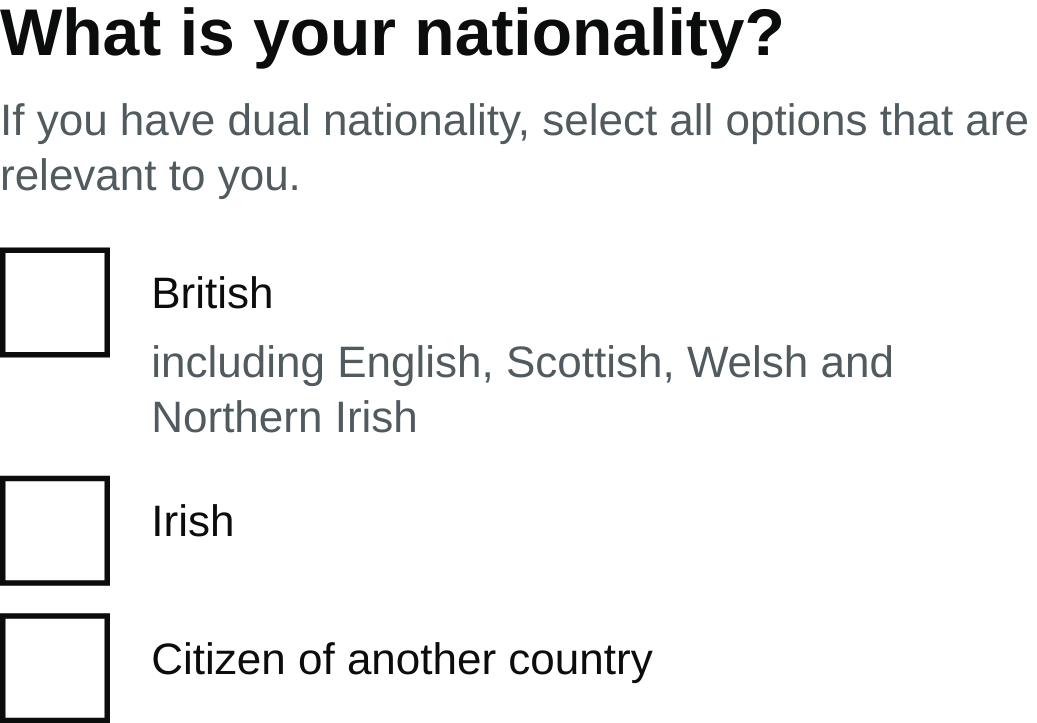 What is your nationality?
If you have dual nationality, select all options that are
relevant to you.
British
including English, Scottish, Welsh and
Northern Irish
Irish
Citizen of another country